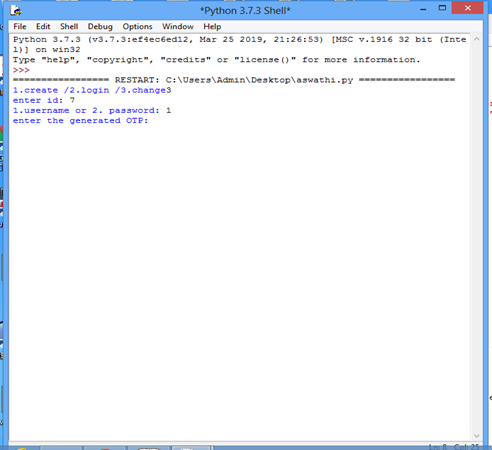 *Python 3.7.3 Shell*
File Edit Shell Debug Options Window Help
Python 3.7.3 (v3.7.3:ef4ec6ed12, Mar 25 2019, 21:26:53) [MSC v.1916 32 bit (Inte
l)] on win32
Type "help", "copyright", "credits" or "license()" for more information.
>>>
================ RESTART: C:\Users\Admin\Desktop\aswathi.py ================
1.create /2.login /3.change3
enter id: 7
1.username or 2. password: 1
enter the generated OTP:
Ln: 8 Col: 25